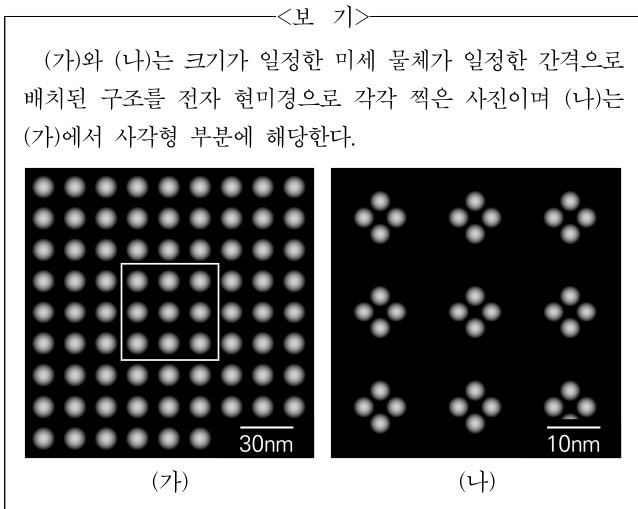 <보 기>
(가)와 (나)는 크기가 일정한 미세 물체가 일정한 간격으로
배치된 구조를 전자 현미경으로 각각 찍은 사진이며 (나)는
(가)에서 사각형 부분에 해당한다.
30nm
10nm
(가)
(나)